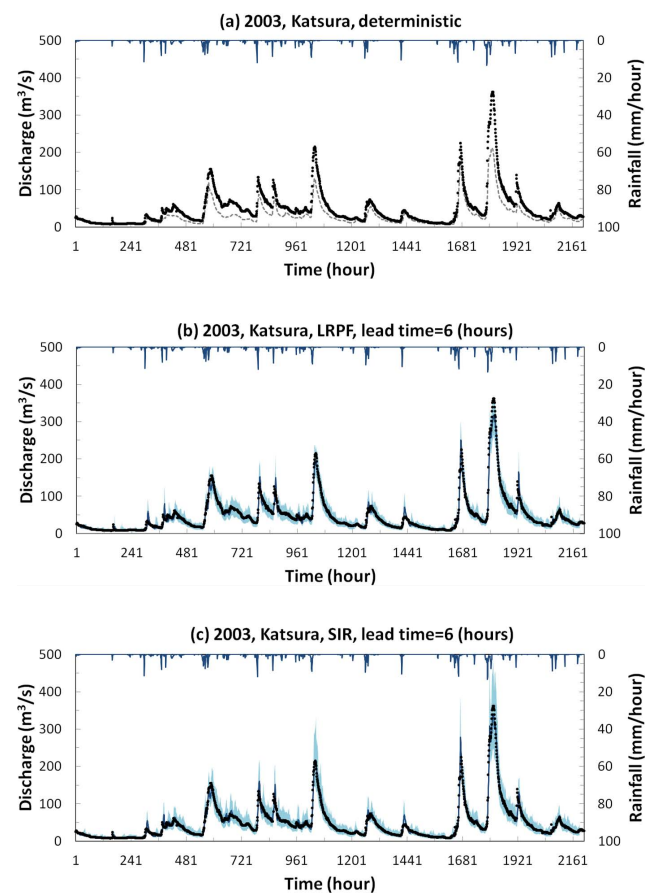 (a) 2003, Katsura, deterministic
Discharge (m³/s)
500
400
300
200
100
0
0
20
40
60
80
100
Rainfall (mm/hour)
1 241 481 721 961 1201 1441 1681 1921 2161
Time (hour)
(b) 2003, Katsura, LRPF, lead time=6 (hours)
Discharge (m³/s)
500
400
300
200
100
0
0
20
40
60
80
100
Rainfall (mm/hour)
1 241 481 721 961 1201 1441 1681 1921 2161
Time (hour)
(c) 2003, Katsura, SIR, lead time=6 (hours)
Discharge (m³/s)
500
400
300
200
100
0
0
20
40
60
80
100
Rainfall (mm/hour)
1 241 481 721 961 1201 1441 1681 1921 2161
Time (hour)